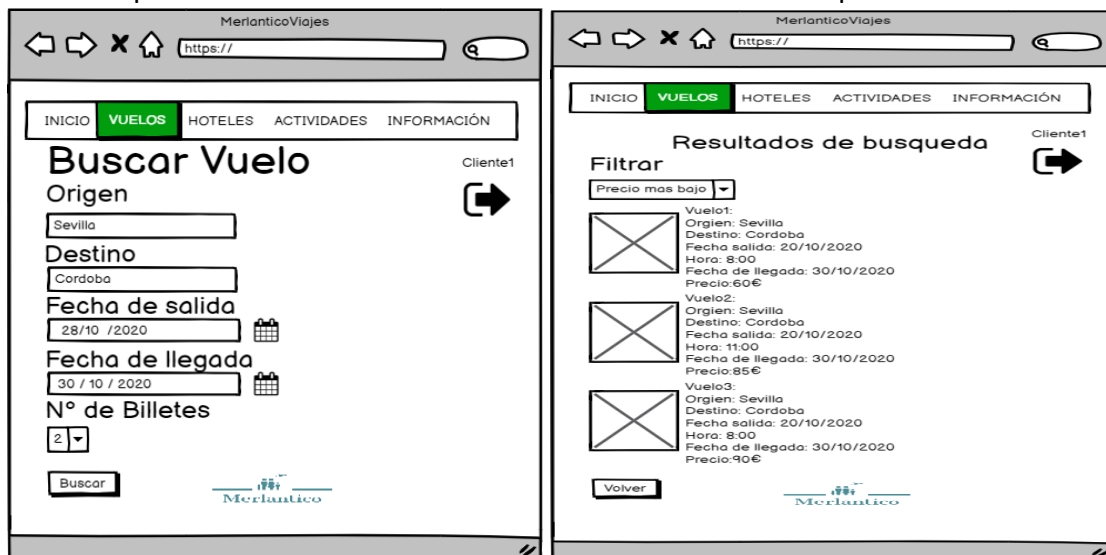 MerlanticoViajes
https://
INICIO VUELOS HOTELES ACTIVIDADES INFORMACIÓN
Buscar Vuelo
Cliente1
Origen
Sevilla
Destino
Cordoba
Fecha de salida
28/10 /2020
Fecha de llegada
30 / 10 / 2020
N° de Billetes
2
Buscar
Merlantico
MerlanticoViajes
https://
INICIO VUELOS HOTELES ACTIVIDADES INFORMACIÓN
Cliente1
Resultados de busqueda
Filtrar
Precio mas bajo
Vuelo1:
Orgien: Sevilla
Destino: Cordoba
Fecha salida: 20/10/2020
Hora: 8:00
Fecha de llegada: 30/10/2020
Precio:60€
Vuelo2:
Orgien: Sevilla
Destino: Cordoba
Fecha salida: 20/10/2020
Hora: 11:00
Fecha de llegada: 30/10/2020
Precio:85€
Vuelo3:
Orgien: Sevilla
Destino: Cordoba
Fecha salida: 20/10/2020
Hora: 8:00
Fecha de llegada: 30/10/2020
Precio:90€
Volver
Merlantico